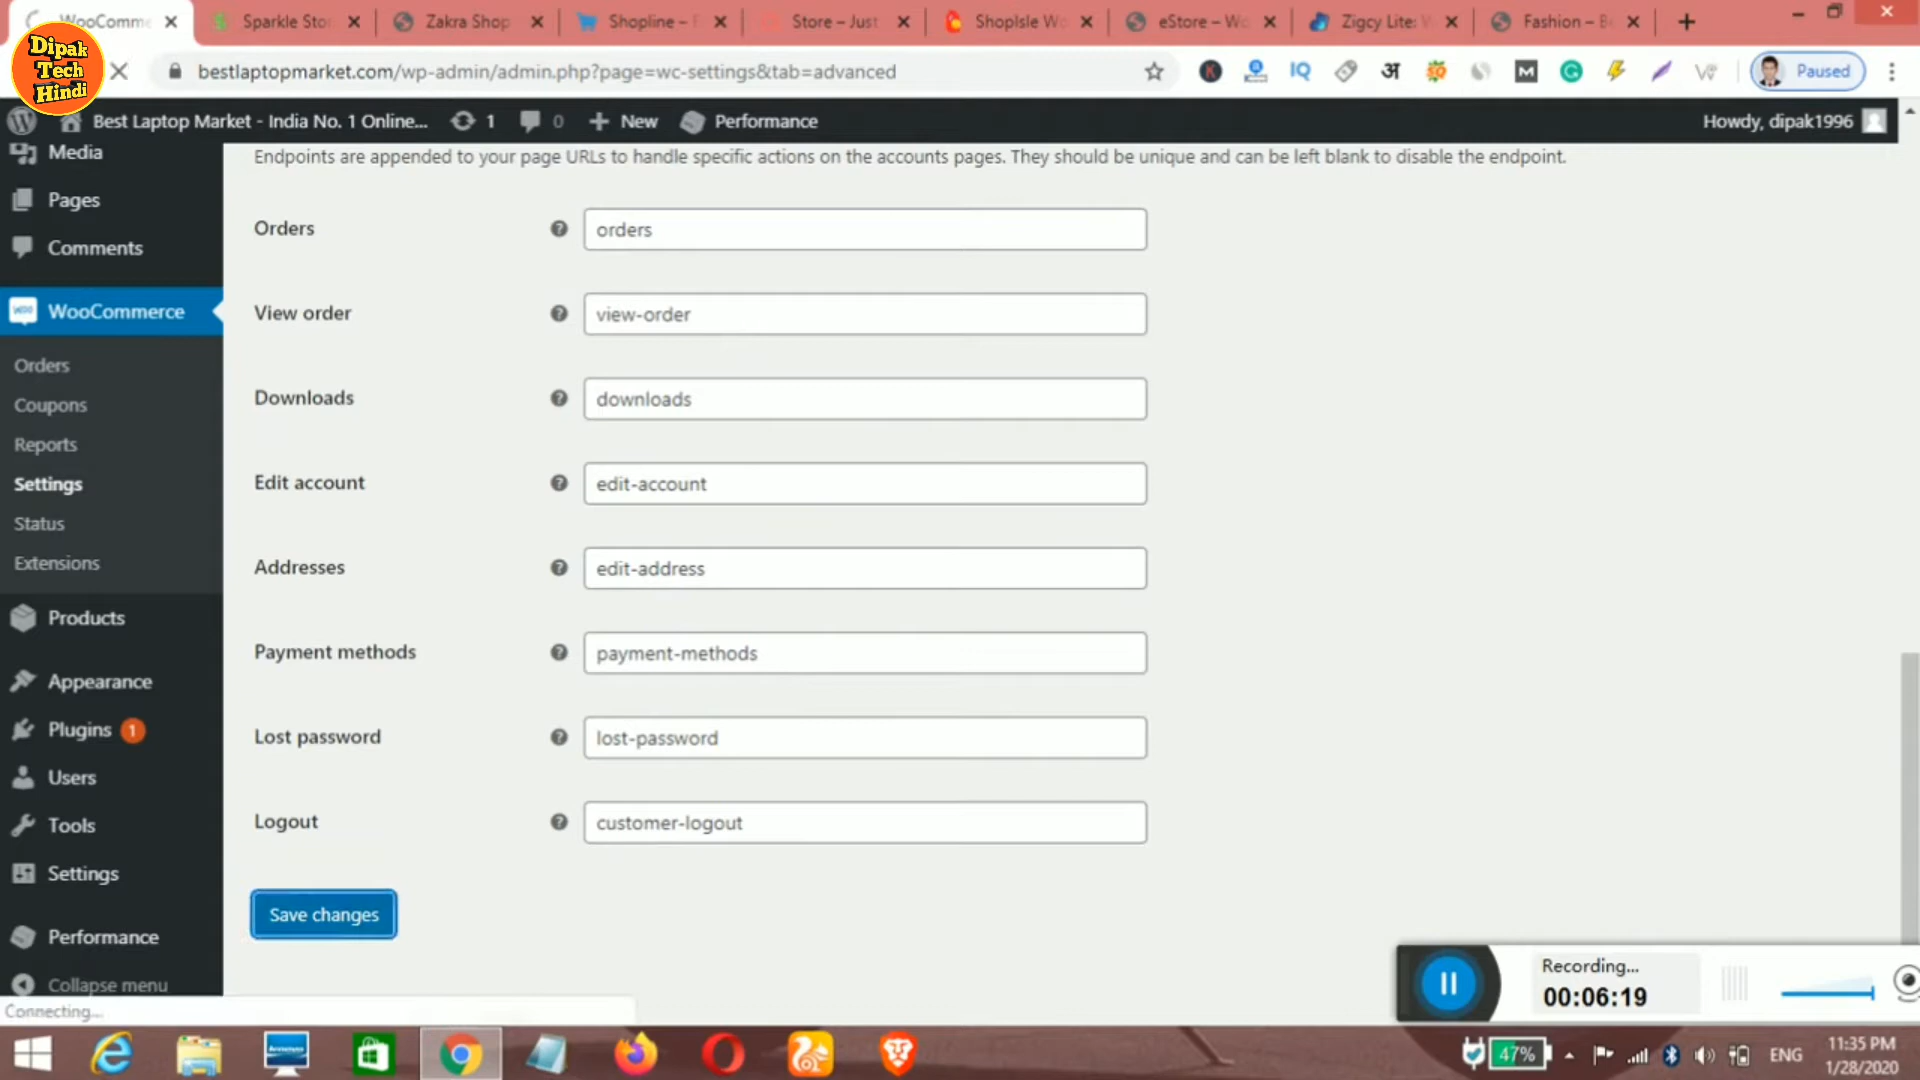 WooComme
Sparkle Sto
Zakra Shop
Shopline –
Store – Just
ShopIsle Wo
eStore – Wo
Zigcy Lite:
Fashion – B
Dipak
Tech
Hindi
bestlaptopmarket.com/wp-admin/admin.php?page=wc-settings&tab=advanced
IQ
अ
M
Paused
Best Laptop Market - India No. 1 Online...
1
0
New
Performance
Howdy, dipak1996
Media
Pages
Comments
WooCommerce
Orders
Coupons
Reports
Settings
Status
Extensions
Products
Appearance
Plugins 1
Users
Tools
Settings
Performance
Collapse menu
Connecting...
Endpoints are appended to your page URLs to handle specific actions on the accounts pages. They should be unique and can be left blank to disable the endpoint.
Orders
orders
View order
view-order
Downloads
downloads
Edit account
edit-account
Addresses
edit-address
Payment methods
payment-methods
Lost password
lost-password
Logout
customer-logout
Save changes
Recording...
00:06:19
47%
ENG
11:35 PM
1/28/2020